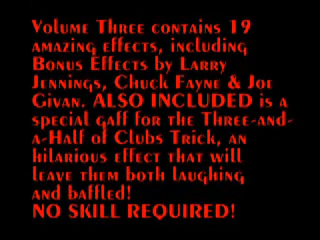 Volume Three contains 19
amazing effects, including
Bonus Effects by Larry
Jennings, Chuck Fayne & Joe
Givan. ALSO INCLUDED is a
special gaff for the Three-and-
a-Half of Clubs Trick, an
hilarious effect that will
leave them both laughing
and baffled!
NO SKILL REQUIRED!